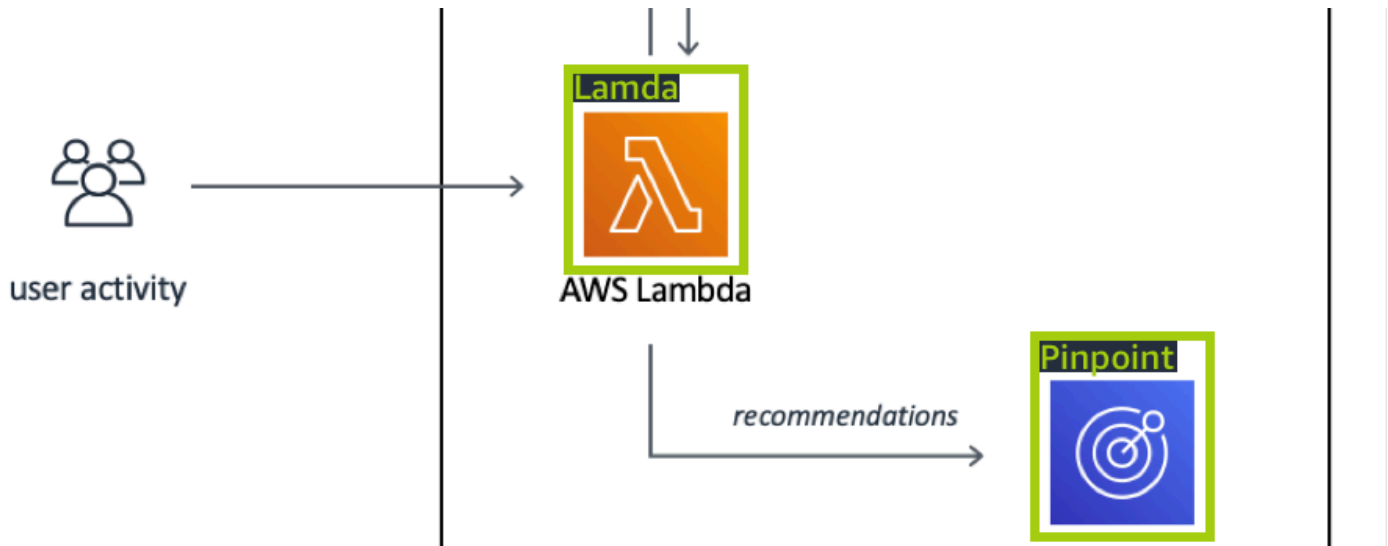 Lamda
user activity
AWS Lambda
Pinpoint
recommendations